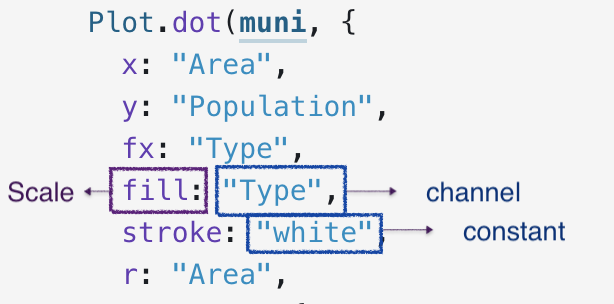 Plot.dot(muni, {
x: "Area",
y: "Population",
fx: "Type",
Scale fill: "Type", channel
stroke: "white", constant
r: "Area",